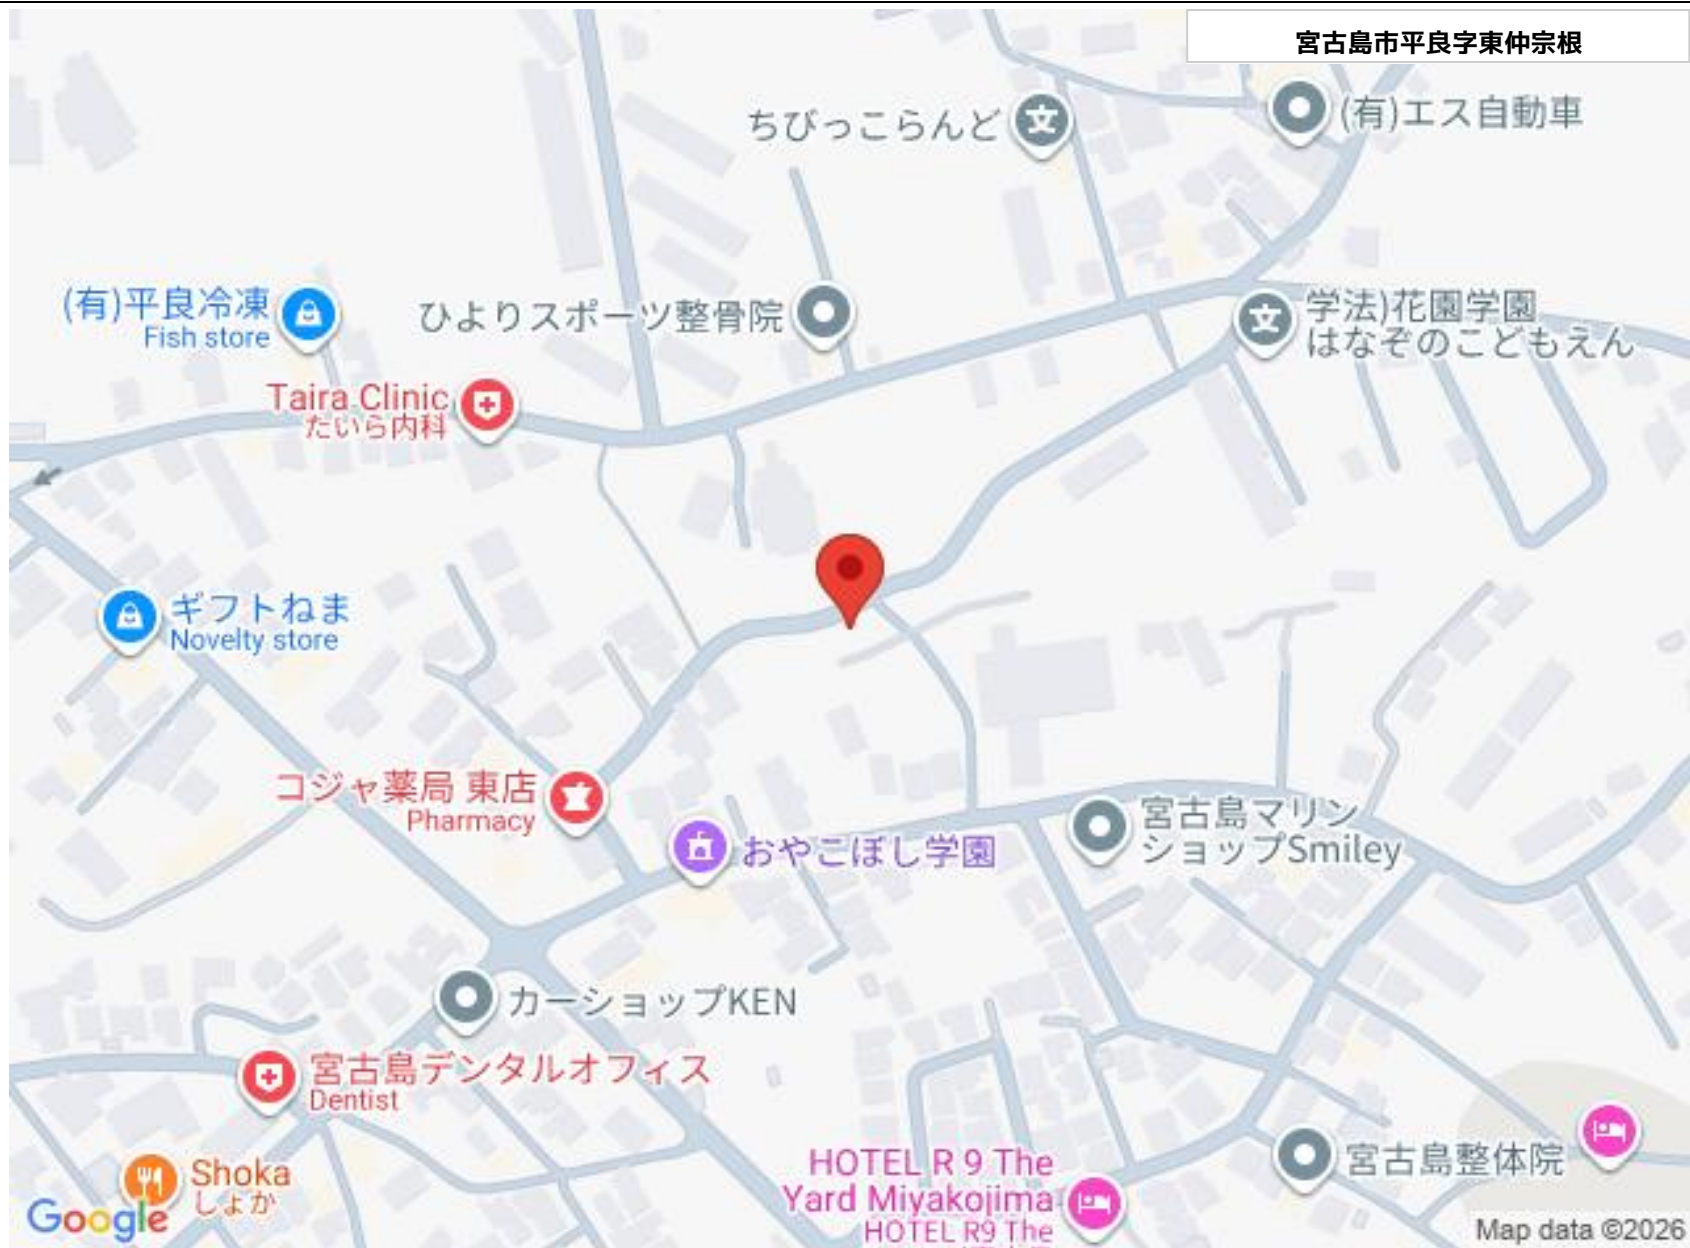 宮古島市平良字東仲宗根
ちびっこらんど
(有)エス自動車
(有)平良冷凍
Fish store
ひよりスポーツ整骨院
学法)花園学園
はなぞのこどもえん
Taira Clinic
たいら内科
ギフトねま
Novelty store
コジャ薬局 東店
Pharmacy
おやこぼし学園
宮古島マリン
ショップSmiley
カーショップKEN
宮古島デンタルオフィス
Dentist
Shoka
しょか
HOTEL R 9 The
Yard Miyakojima
HOTEL R9 The
宮古島整体院
Google
Map data ©2026